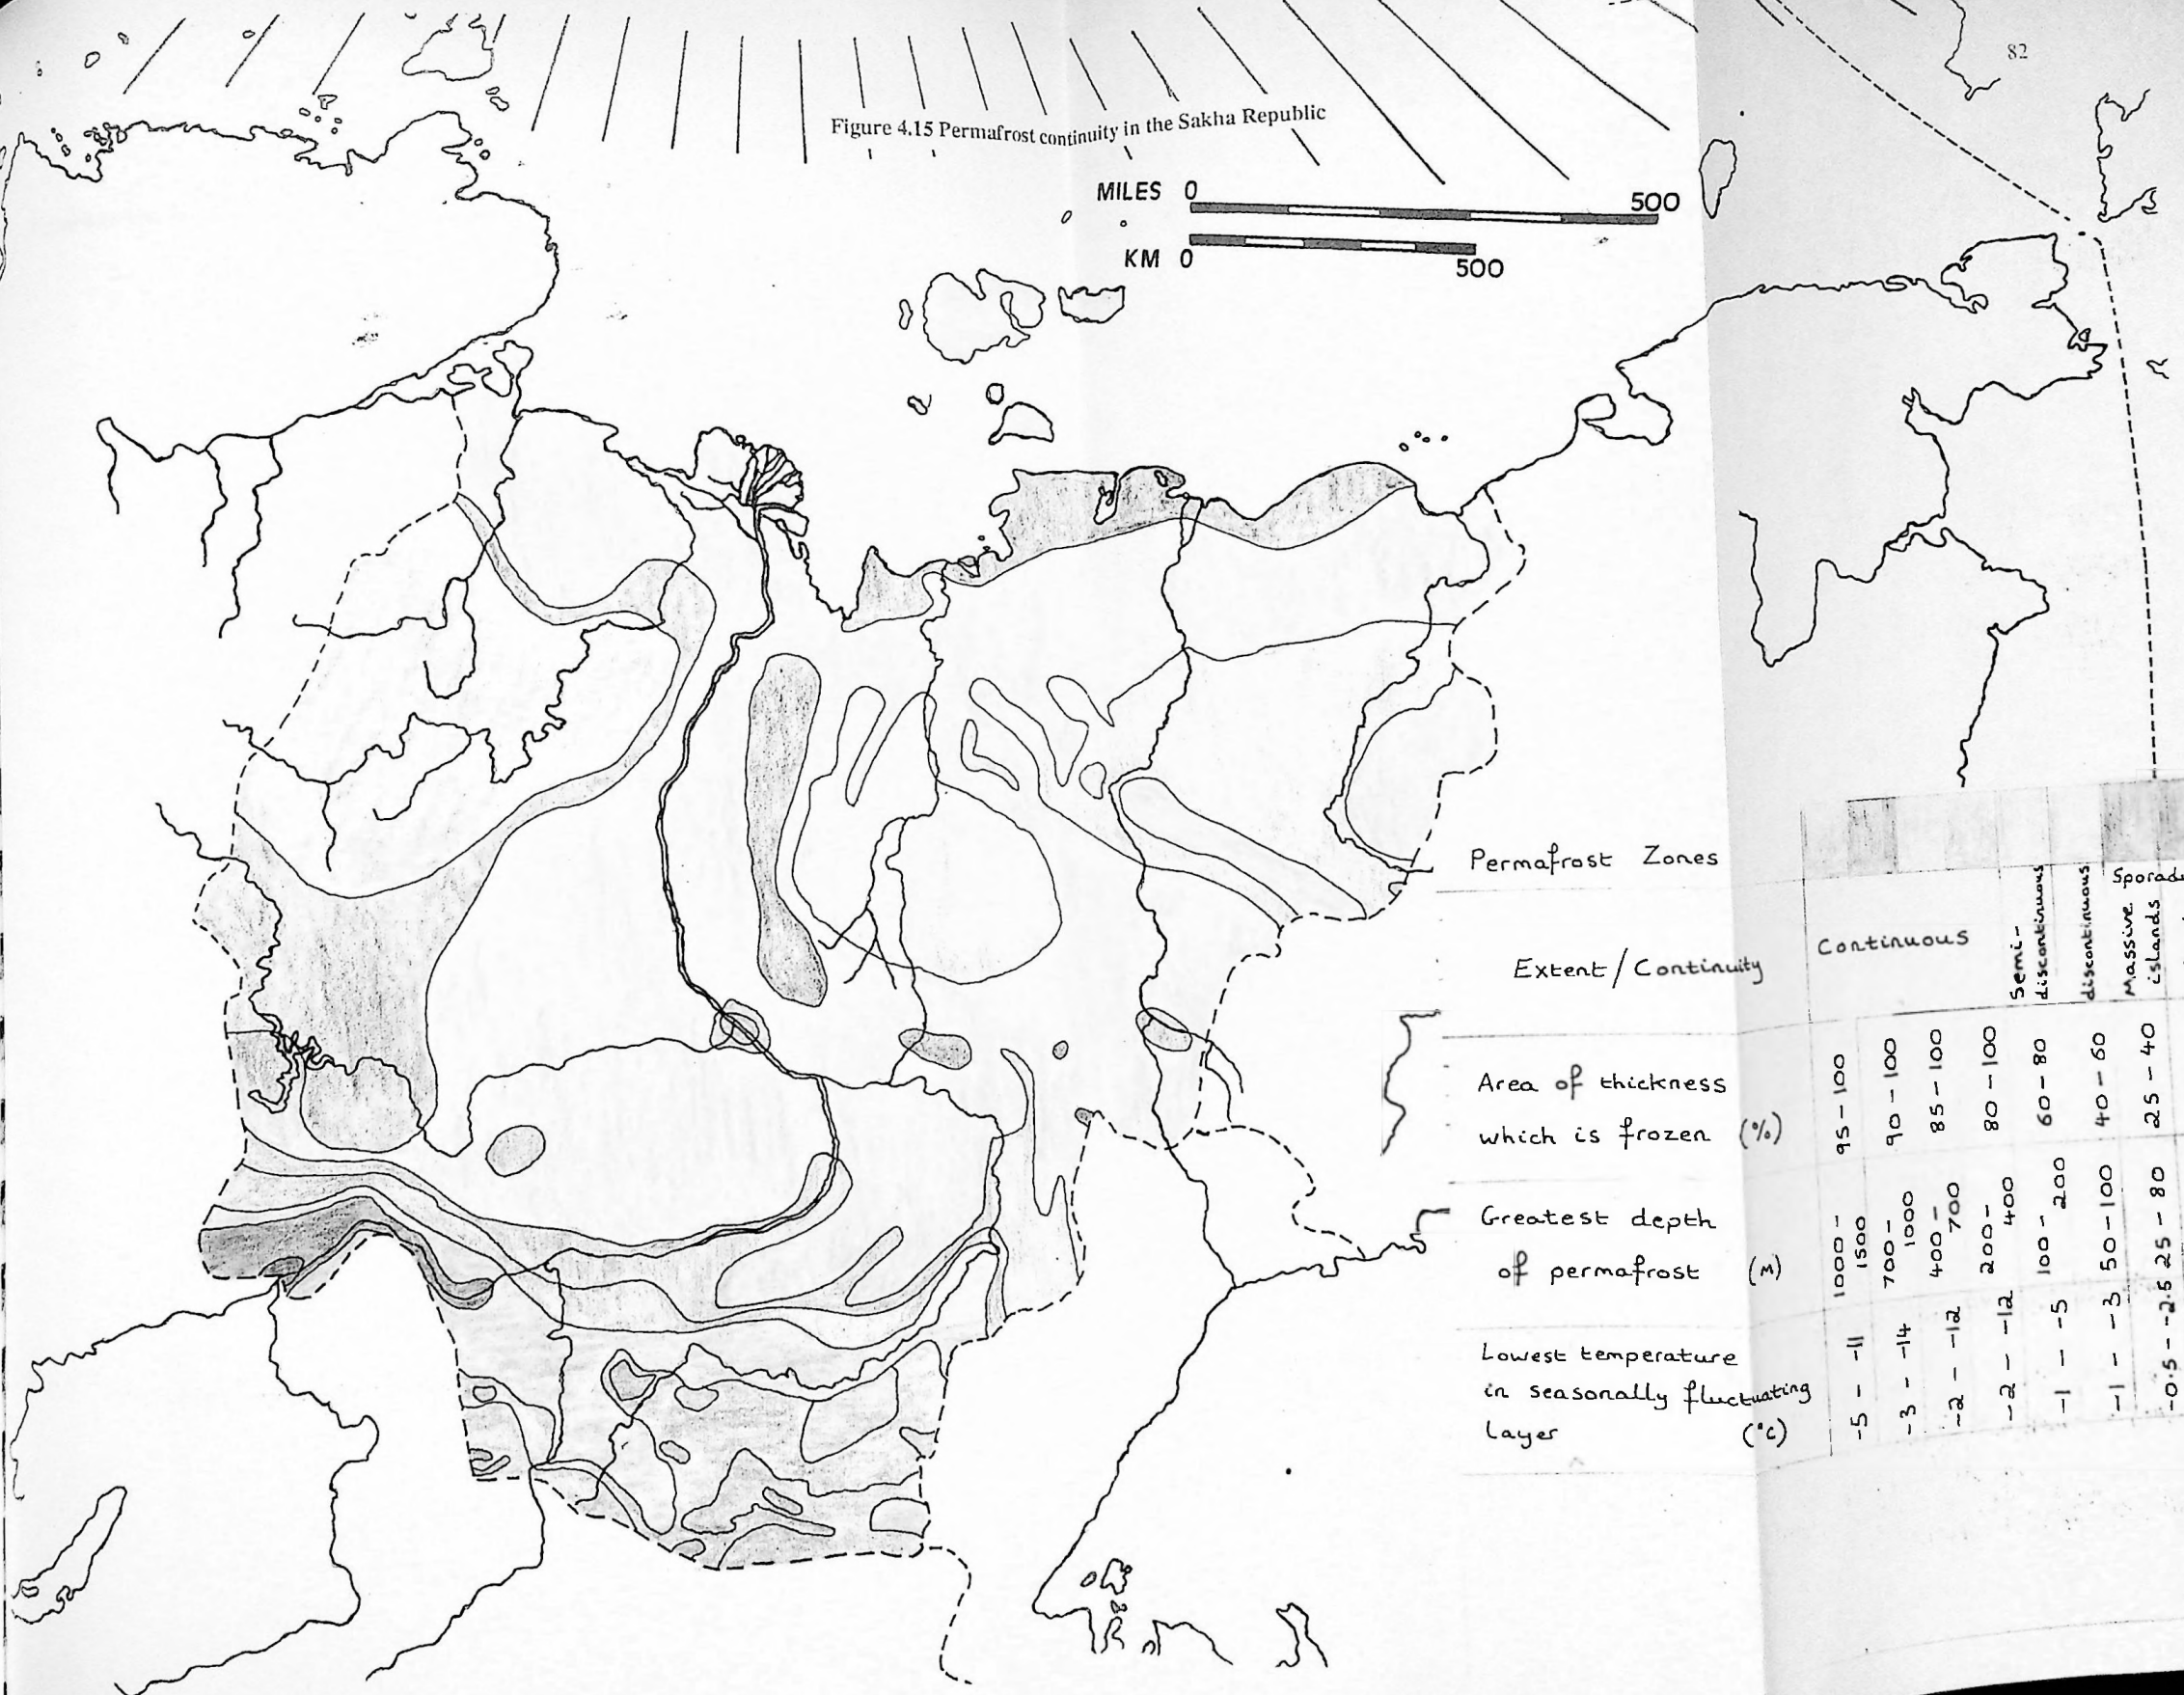 82
Figure 4.15 Permafrost continuity in the Sakha Republic
MILES 0 500
KM 0 500
Permafrost Zones
Extent/Continuity
Continuous
Semi-
discontinuous
discontinuous
Massive
islands
Area of thickness
which is frozen (%)
95-100
90-100
85-100
80-100
60-80
40-60
25-40
Greatest depth
of permafrost (M)
1000-
1500
700-
1000
400-
700
200-
400
100-
200
50-100
25-80
Lowest temperature
in seasonally fluctuating
layer (°C)
-5 - -11
-3 - -14
-2 - -12
-2 - -12
-1 - -5
-1 - -3
-0.5 - -2.5